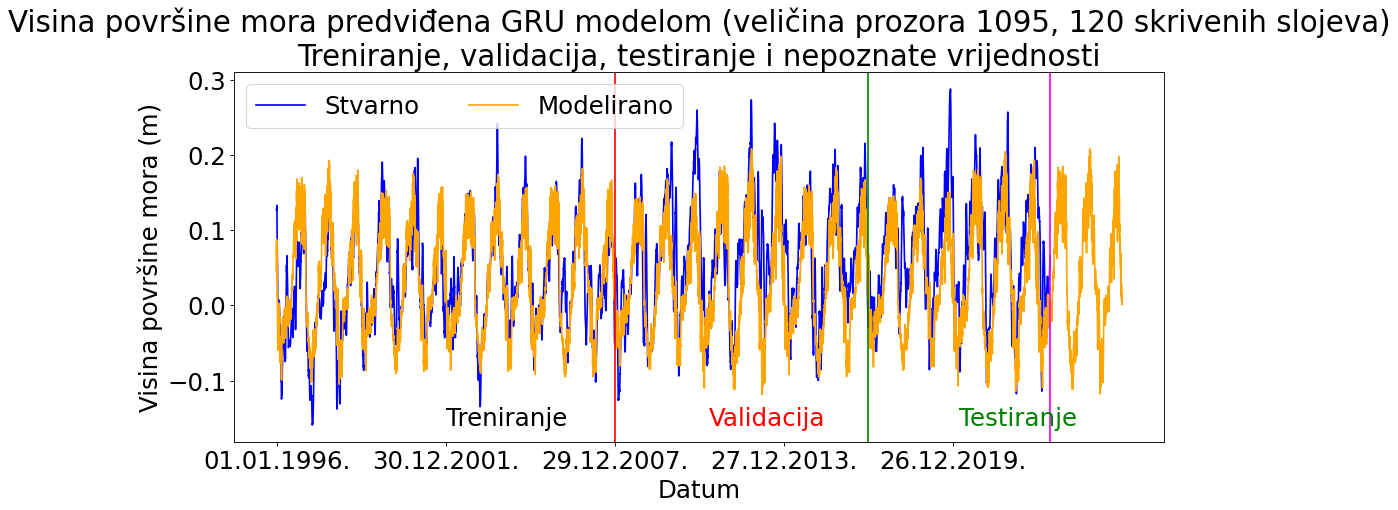 Visina površine mora predviđena GRU modelom (veličina prozora 1095, 120 skrivenih slojeva)
Treniranje, validacija, testiranje i nepoznate vrijednosti
Stvarno
Modelirano
Visina površine mora (m)
0.3
0.2
0.1
0.0
−0.1
Treniranje
Validacija
Testiranje
01.01.1996.
30.12.2001.
29.12.2007.
27.12.2013.
26.12.2019.
Datum